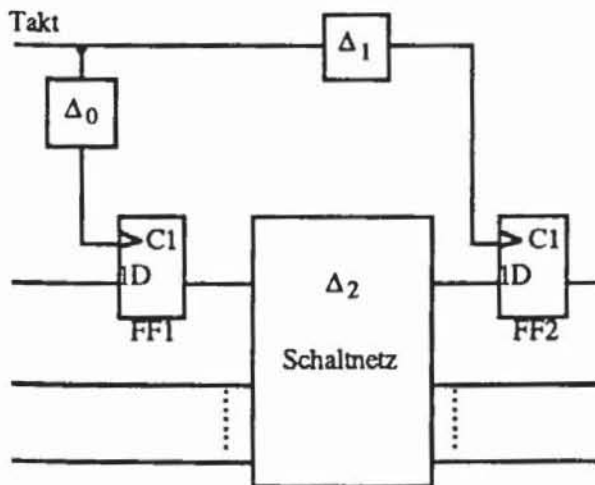 Takt
Δ1
Δ0
C1
1D
FF1
Δ2
Schaltnetz
C1
1D
FF2